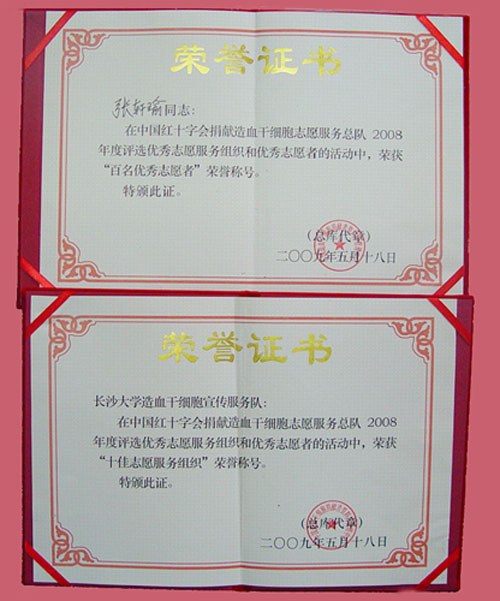 荣誉证书
张轩瑜同志：
在中国红十字会捐献造血干细胞志愿服务总队 2008
年度评选优秀志愿服务组织和优秀志愿者的活动中，荣获
“百名优秀志愿者”荣誉称号。
特颁此证。
(总库代章)
二〇〇九年五月十八日
荣誉证书
长沙大学造血干细胞宣传服务队：
在中国红十字会捐献造血干细胞志愿服务总队 2008
年度评选优秀志愿服务组织和优秀志愿者的活动中，荣获
“十佳志愿服务组织”荣誉称号。
特颁此证。
(总库代章)
二〇〇九年五月十八日